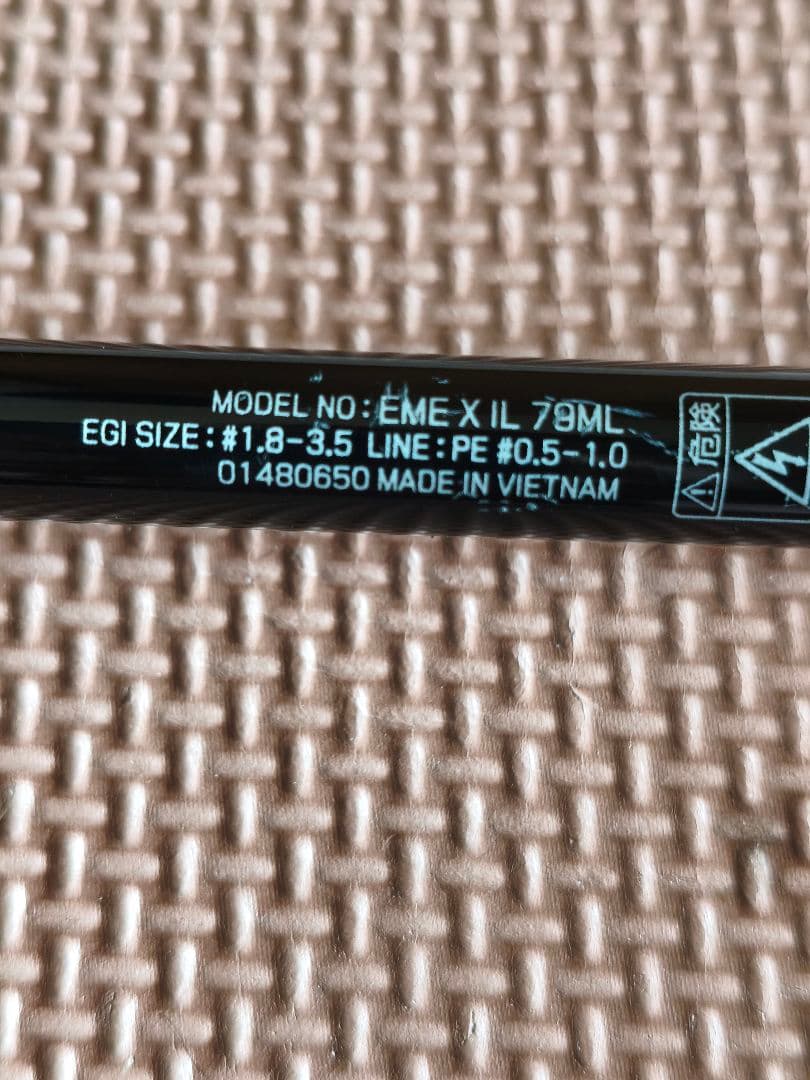 MODEL NO : EME X IL 79ML
EGI SIZE : #1.8-3.5 LINE : PE #0.5-1.0
01480650 MADE IN VIETNAM
危険